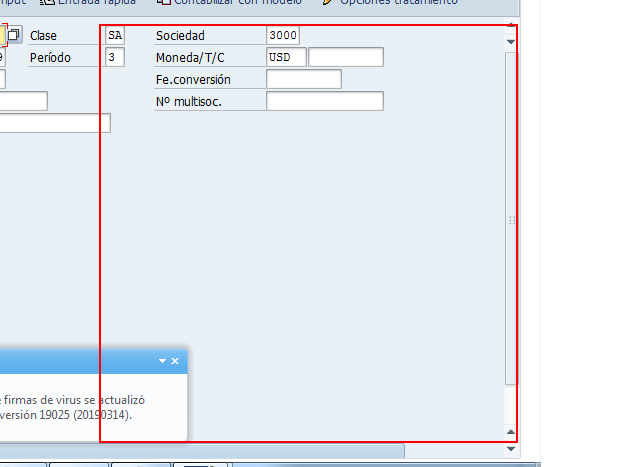 Entrada rápida Contabilizar con modelo Opciones tratamiento
Clase SA Sociedad 3000
Período 3 Moneda/T/C USD
Fe.conversión
Nº multisoc.
firmas de virus se actualizó
versión 19025 (20190314).